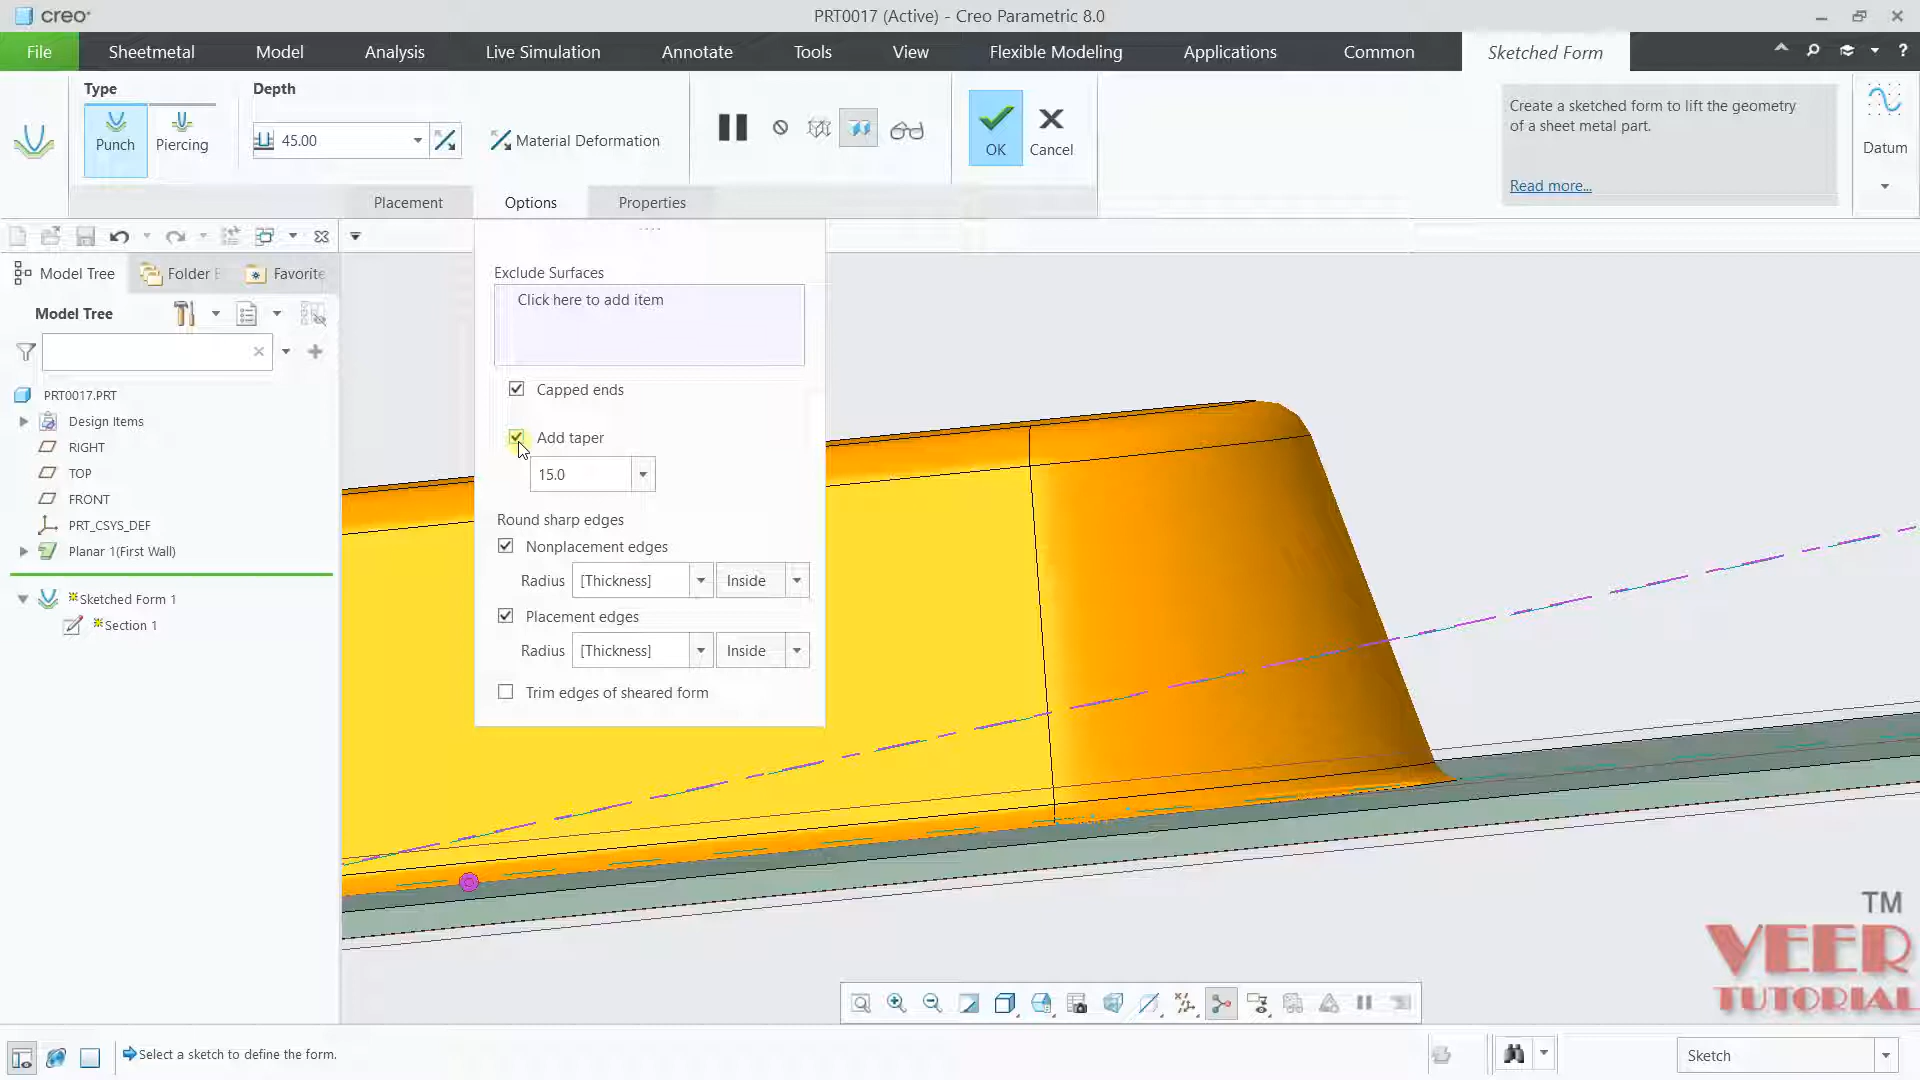 creo®
PRT0017 (Active) - Creo Parametric 8.0
File
Sheetmetal
Model
Analysis
Live Simulation
Annotate
Tools
View
Flexible Modeling
Applications
Common
Sketched Form
?
Type
Punch
Piercing
Depth
45.00
Material Deformation
OK
Cancel
Create a sketched form to lift the geometry
of a sheet metal part.
Read more...
Datum
Placement
Options
Properties
Model Tree
Folder
Favorite
Model Tree
PRT0017.PRT
Design Items
RIGHT
TOP
FRONT
PRT_CSYS_DEF
Planar 1(First Wall)
Sketched Form 1
Section 1
Exclude Surfaces
Click here to add item
Capped ends
Add taper
15.0
Round sharp edges
Nonplacement edges
Radius [Thickness] Inside
Placement edges
Radius [Thickness] Inside
Trim edges of sheared form
TM
VEER
TUTORIAL
Select a sketch to define the form.
Sketch